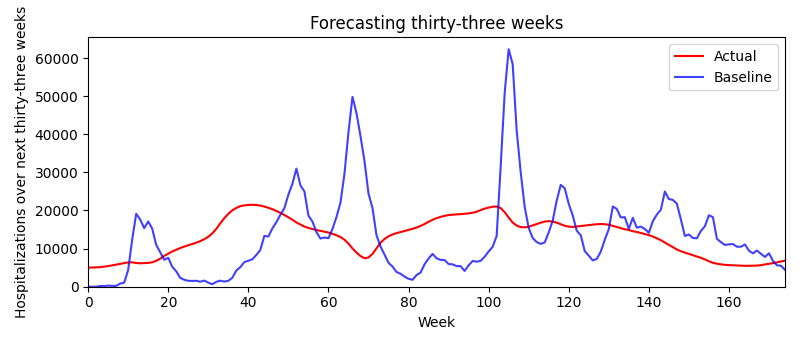 Forecasting thirty-three weeks
Hospitalizations over next thirty-three weeks
60000
50000
40000
30000
20000
10000
0
Actual
Baseline
0 20 40 60 80 100 120 140 160
Week